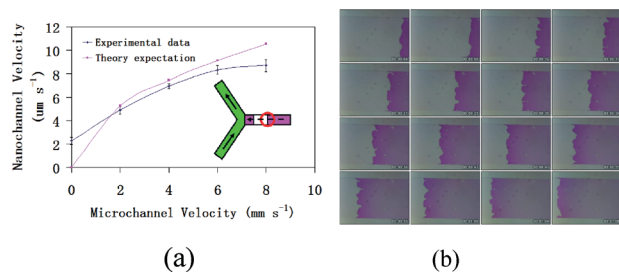 12
10
8
6
4
2
0
Nanochannel Velocity
(um s⁻¹)
Experimental data
Theory expectation
0 2 4 6 8 10
Microchannel Velocity (mm s⁻¹)
(a)
(b)